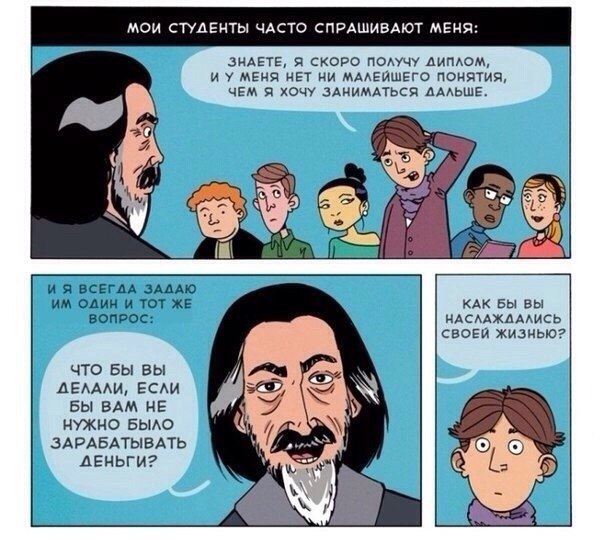 МОИ СТУДЕНТЫ ЧАСТО СПРАШИВАЮТ МЕНЯ:
ЗНАЕТЕ, Я СКОРО ПОЛУЧУ ДИПЛОМ,
И У МЕНЯ НЕТ НИ МАЛЕЙШЕГО ПОНЯТИЯ,
ЧЕМ Я ХОЧУ ЗАНИМАТЬСЯ ДАЛЬШЕ.
И Я ВСЕГДА ЗАДАЮ
ИМ ОДИН И ТОТ ЖЕ
ВОПРОС:
ЧТО БЫ ВЫ
ДЕЛАЛИ, ЕСЛИ
БЫ ВАМ НЕ
НУЖНО БЫЛО
ЗАРАБАТЫВАТЬ
ДЕНЬГИ?
КАК БЫ ВЫ
НАСЛАЖДАЛИСЬ
СВОЕЙ ЖИЗНЬЮ?